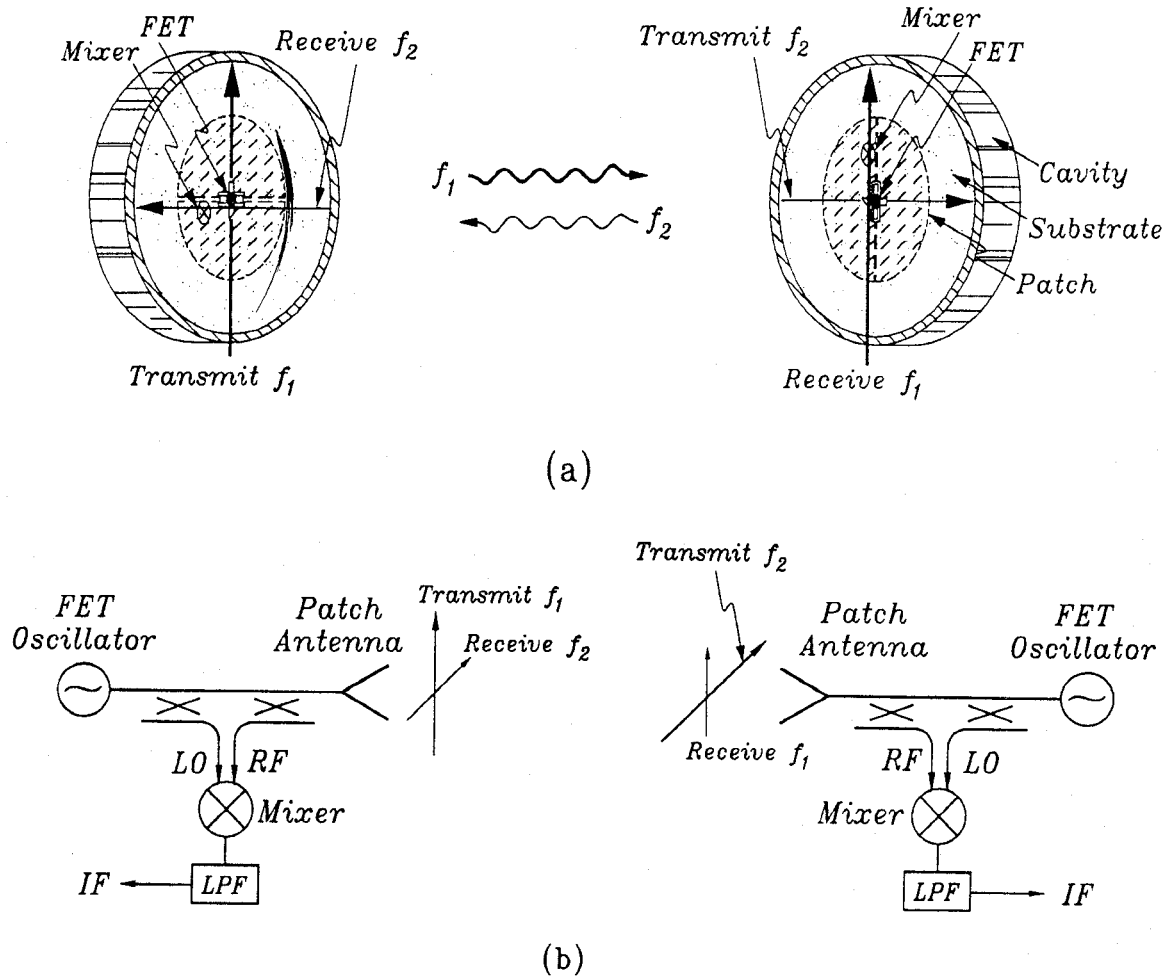 FET
Mixer
Receive f2
Transmit f1
f1
f2
Transmit f2
Mixer
FET
Cavity
Substrate
Patch
Receive f1
(a)
FET
Oscillator
Patch
Antenna
Transmit f1
Receive f2
LO
RF
Mixer
LPF
IF
Transmit f2
Patch
Antenna
FET
Oscillator
Receive f1
RF
LO
Mixer
LPF
IF
(b)